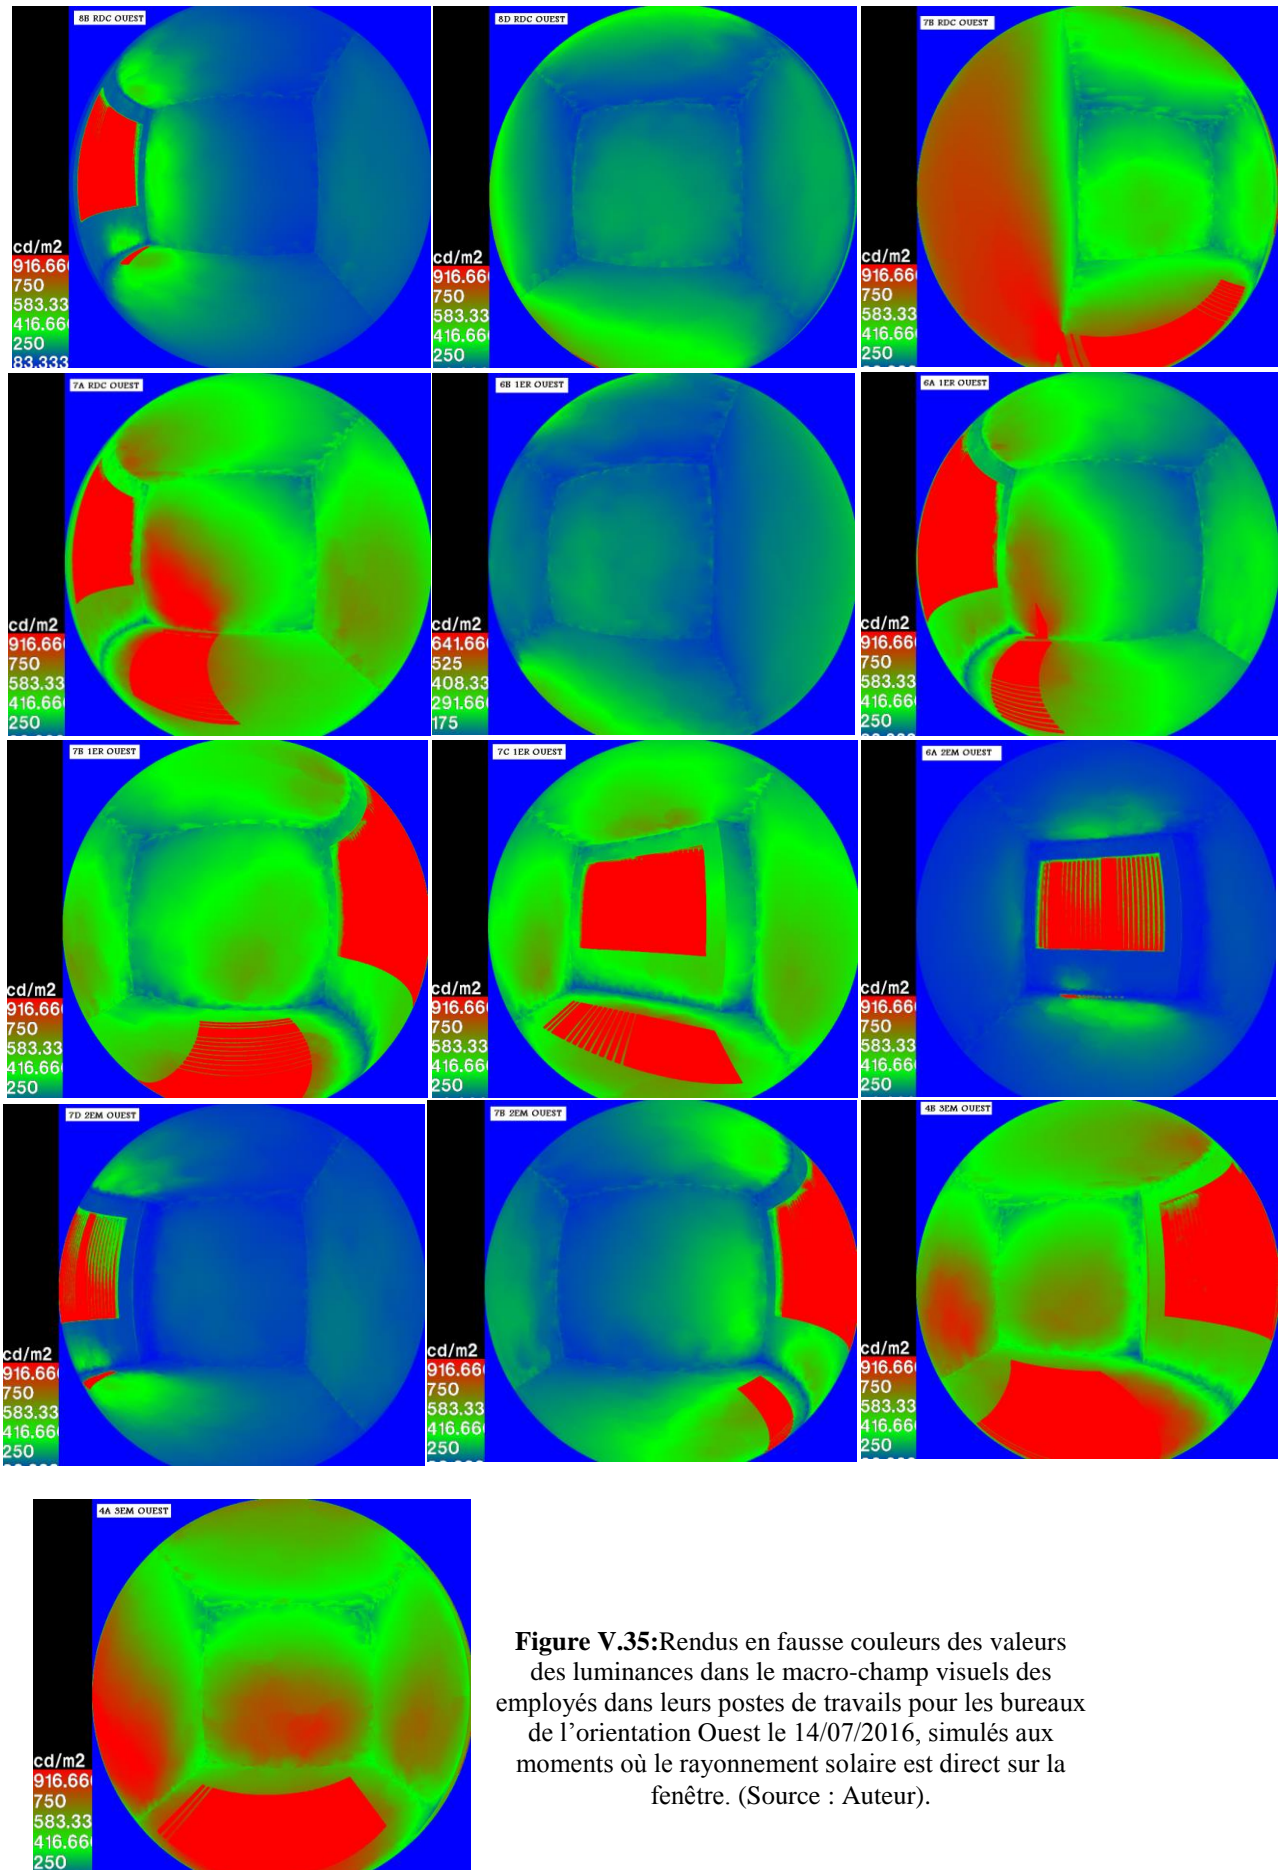 8B RDC OUEST
cd/m2
916.66
750
583.33
416.66
250
83.333
8D RDC OUEST
cd/m2
916.66
750
583.33
416.66
250
7B RDC OUEST
cd/m2
916.66
750
583.33
416.66
250
7A RDC OUEST
cd/m2
916.66
750
583.33
416.66
250
6B 1ER OUEST
cd/m2
641.66
525
408.33
291.66
175
6A 1ER OUEST
cd/m2
916.66
750
583.33
416.66
250
7B 1ER OUEST
cd/m2
916.66
750
583.33
416.66
250
7C 1ER OUEST
cd/m2
916.66
750
583.33
416.66
250
6A 2EM OUEST
cd/m2
916.66
750
583.33
416.66
250
7D 2EM OUEST
cd/m2
916.66
750
583.33
416.66
250
7B 2EM OUEST
cd/m2
916.66
750
583.33
416.66
250
4B 3EM OUEST
cd/m2
916.66
750
583.33
416.66
250
4A 3EM OUEST
cd/m2
916.66
750
583.33
416.66
250
Figure V.35:Rendus en fausse couleurs des valeurs
des luminances dans le macro-champ visuels des
employés dans leurs postes de travails pour les bureaux
de l’orientation Ouest le 14/07/2016, simulés aux
moments où le rayonnement solaire est direct sur la
fenêtre. (Source : Auteur).